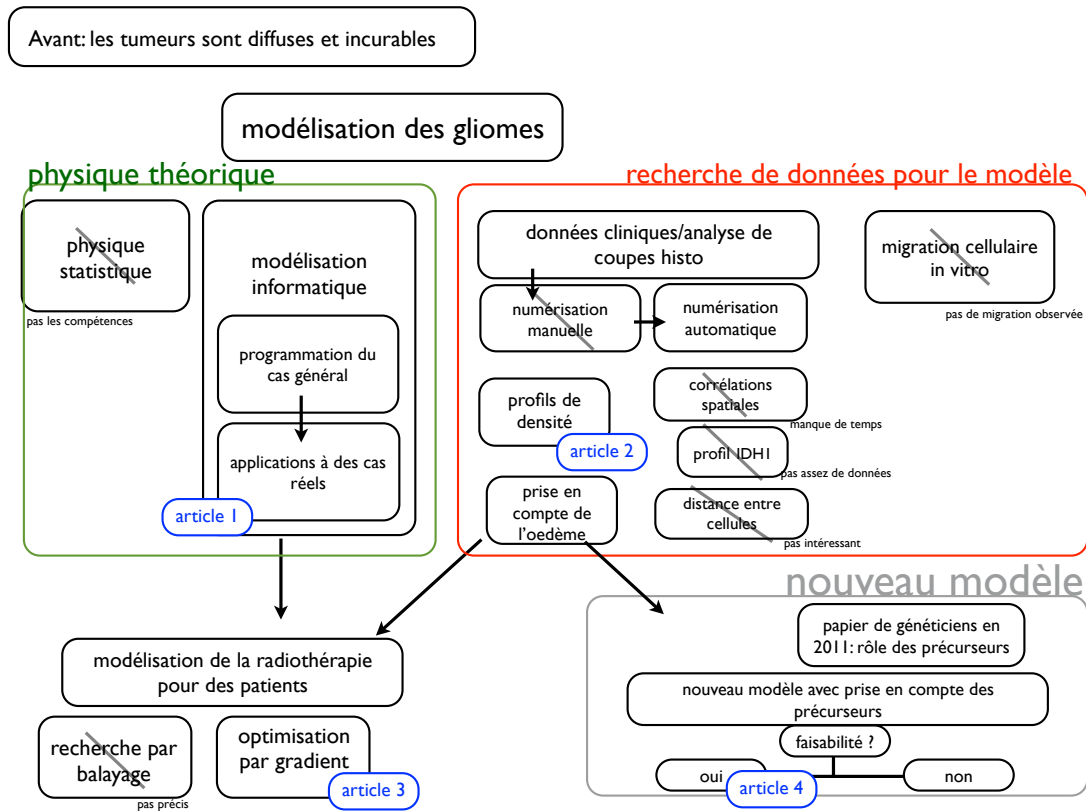 Avant: les tumeurs sont diffuses et incurables
modélisation des gliomes
physique théorique
physique
statistique
pas les compétences
modélisation
informatique
programmation du
cas général
applications à des cas
réels
article 1
recherche de données pour le modèle
données cliniques/analyse de
coupes histo
numérisation
manuelle
numérisation
automatique
migration cellulaire
in vitro
pas de migration observée
profils de
densité
article 2
corrélations
spatiales
manque de temps
profil IDH1
pas assez de données
prise en
compte de
l'oedème
distance entre
cellules
pas intéressant
modélisation de la radiothérapie
pour des patients
recherche par
balayage
pas précis
optimisation
par gradient
article 3
nouveau modèle
papier de généticiens en
2011: rôle des précurseurs
nouveau modèle avec prise en compte des
précurseurs
faisabilité ?
oui
article 4
non